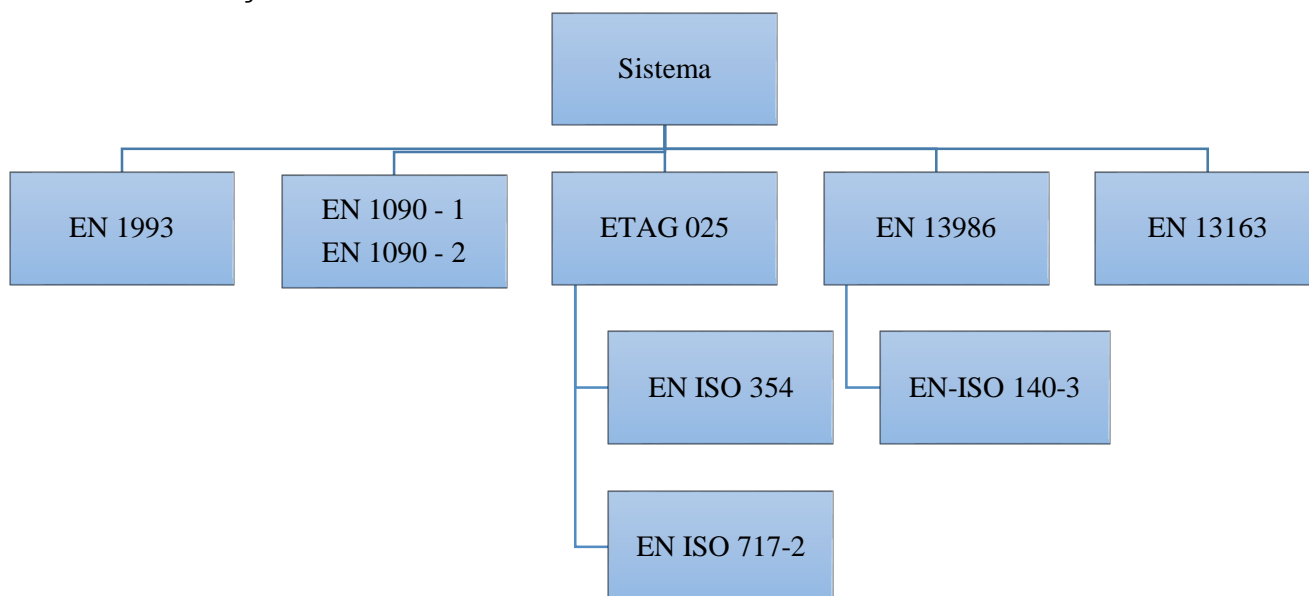 Sistema
EN 1993
EN 1090 - 1
EN 1090 - 2
ETAG 025
EN 13986
EN 13163
EN ISO 354
EN-ISO 140-3
EN ISO 717-2